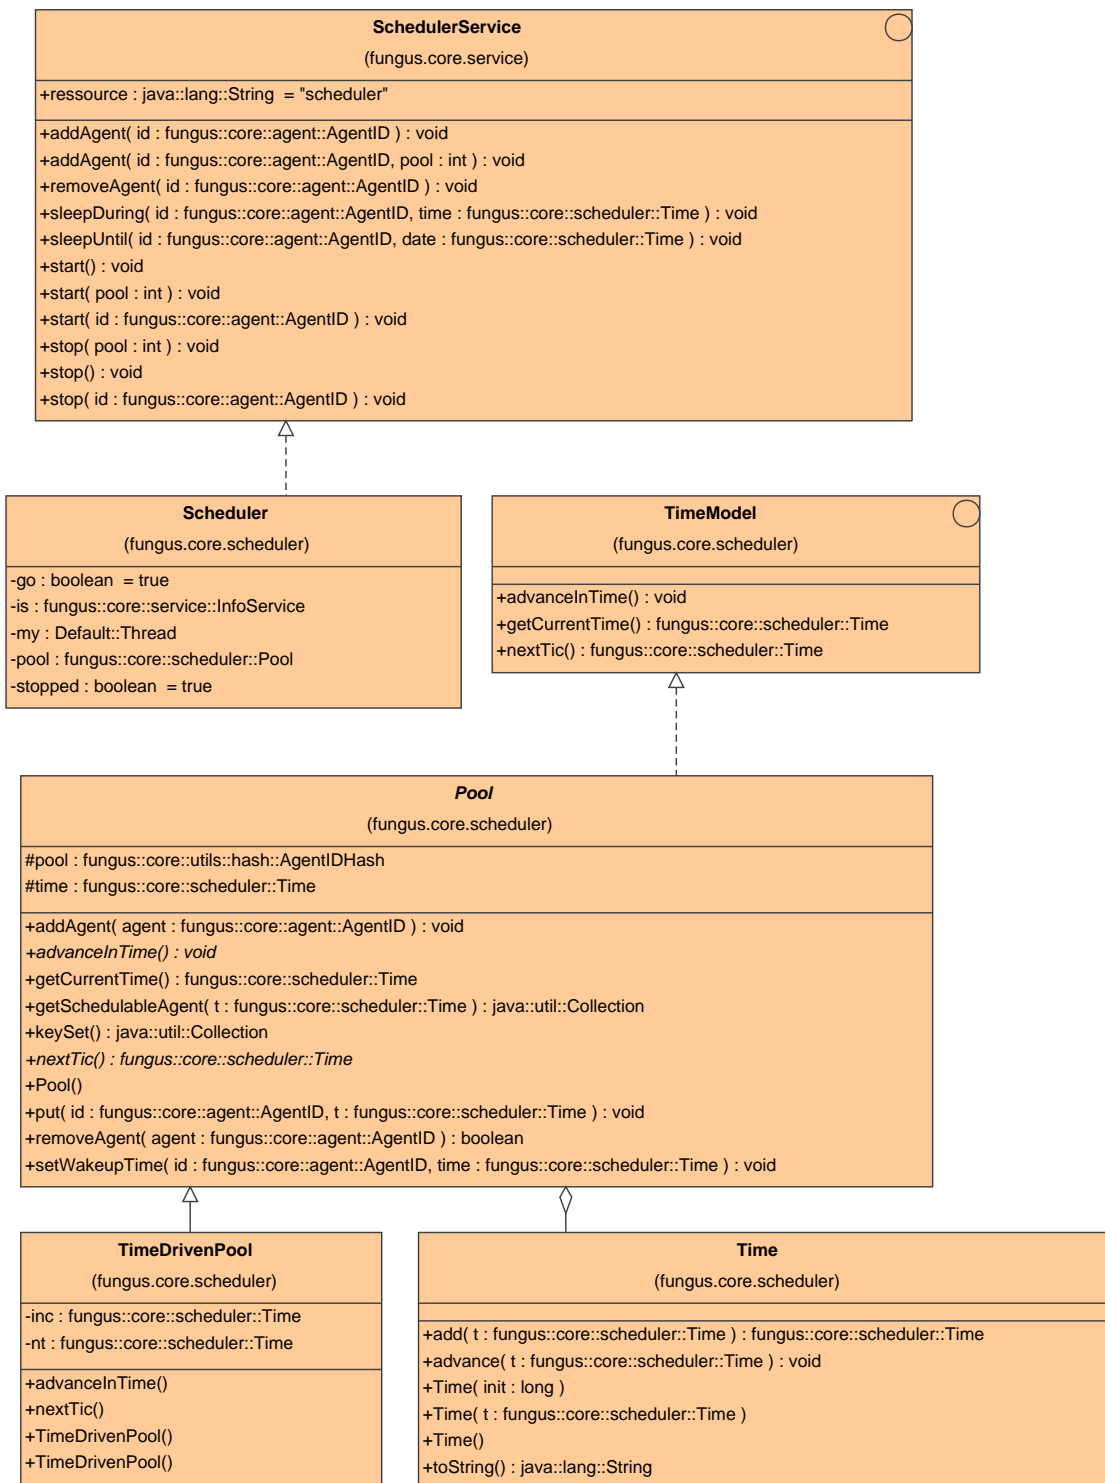 SchedulerService
(fungus.core.service)
+ressource : java::lang::String  = "scheduler"
+addAgent( id : fungus::core::agent::AgentID ) : void
+addAgent( id : fungus::core::agent::AgentID, pool : int ) : void
+removeAgent( id : fungus::core::agent::AgentID ) : void
+sleepDuring( id : fungus::core::agent::AgentID, time : fungus::core::scheduler::Time ) : void
+sleepUntil( id : fungus::core::agent::AgentID, date : fungus::core::scheduler::Time ) : void
+start() : void
+start( pool : int ) : void
+start( id : fungus::core::agent::AgentID ) : void
+stop( pool : int ) : void
+stop() : void
+stop( id : fungus::core::agent::AgentID ) : void
Scheduler
(fungus.core.scheduler)
-go : boolean  = true
-is : fungus::core::service::InfoService
-my : Default::Thread
-pool : fungus::core::scheduler::Pool
-stopped : boolean  = true
TimeModel
(fungus.core.scheduler)
+advanceInTime() : void
+getCurrentTime() : fungus::core::scheduler::Time
+nextTic() : fungus::core::scheduler::Time
Pool
(fungus.core.scheduler)
#pool : fungus::core::utils::hash::AgentIDHash
#time : fungus::core::scheduler::Time
+addAgent( agent : fungus::core::agent::AgentID ) : void
+advanceInTime() : void
+getCurrentTime() : fungus::core::scheduler::Time
+getSchedulableAgent( t : fungus::core::scheduler::Time ) : java::util::Collection
+keySet() : java::util::Collection
+nextTic() : fungus::core::scheduler::Time
+Pool()
+put( id : fungus::core::agent::AgentID, t : fungus::core::scheduler::Time ) : void
+removeAgent( agent : fungus::core::agent::AgentID ) : boolean
+setWakeupTime( id : fungus::core::agent::AgentID, time : fungus::core::scheduler::Time ) : void
TimeDrivenPool
(fungus.core.scheduler)
-inc : fungus::core::scheduler::Time
-nt : fungus::core::scheduler::Time
+advanceInTime()
+nextTic()
+TimeDrivenPool()
+TimeDrivenPool()
Time
(fungus.core.scheduler)
+add( t : fungus::core::scheduler::Time ) : fungus::core::scheduler::Time
+advance( t : fungus::core::scheduler::Time ) : void
+Time( init : long )
+Time( t : fungus::core::scheduler::Time )
+Time()
+toString() : java::lang::String